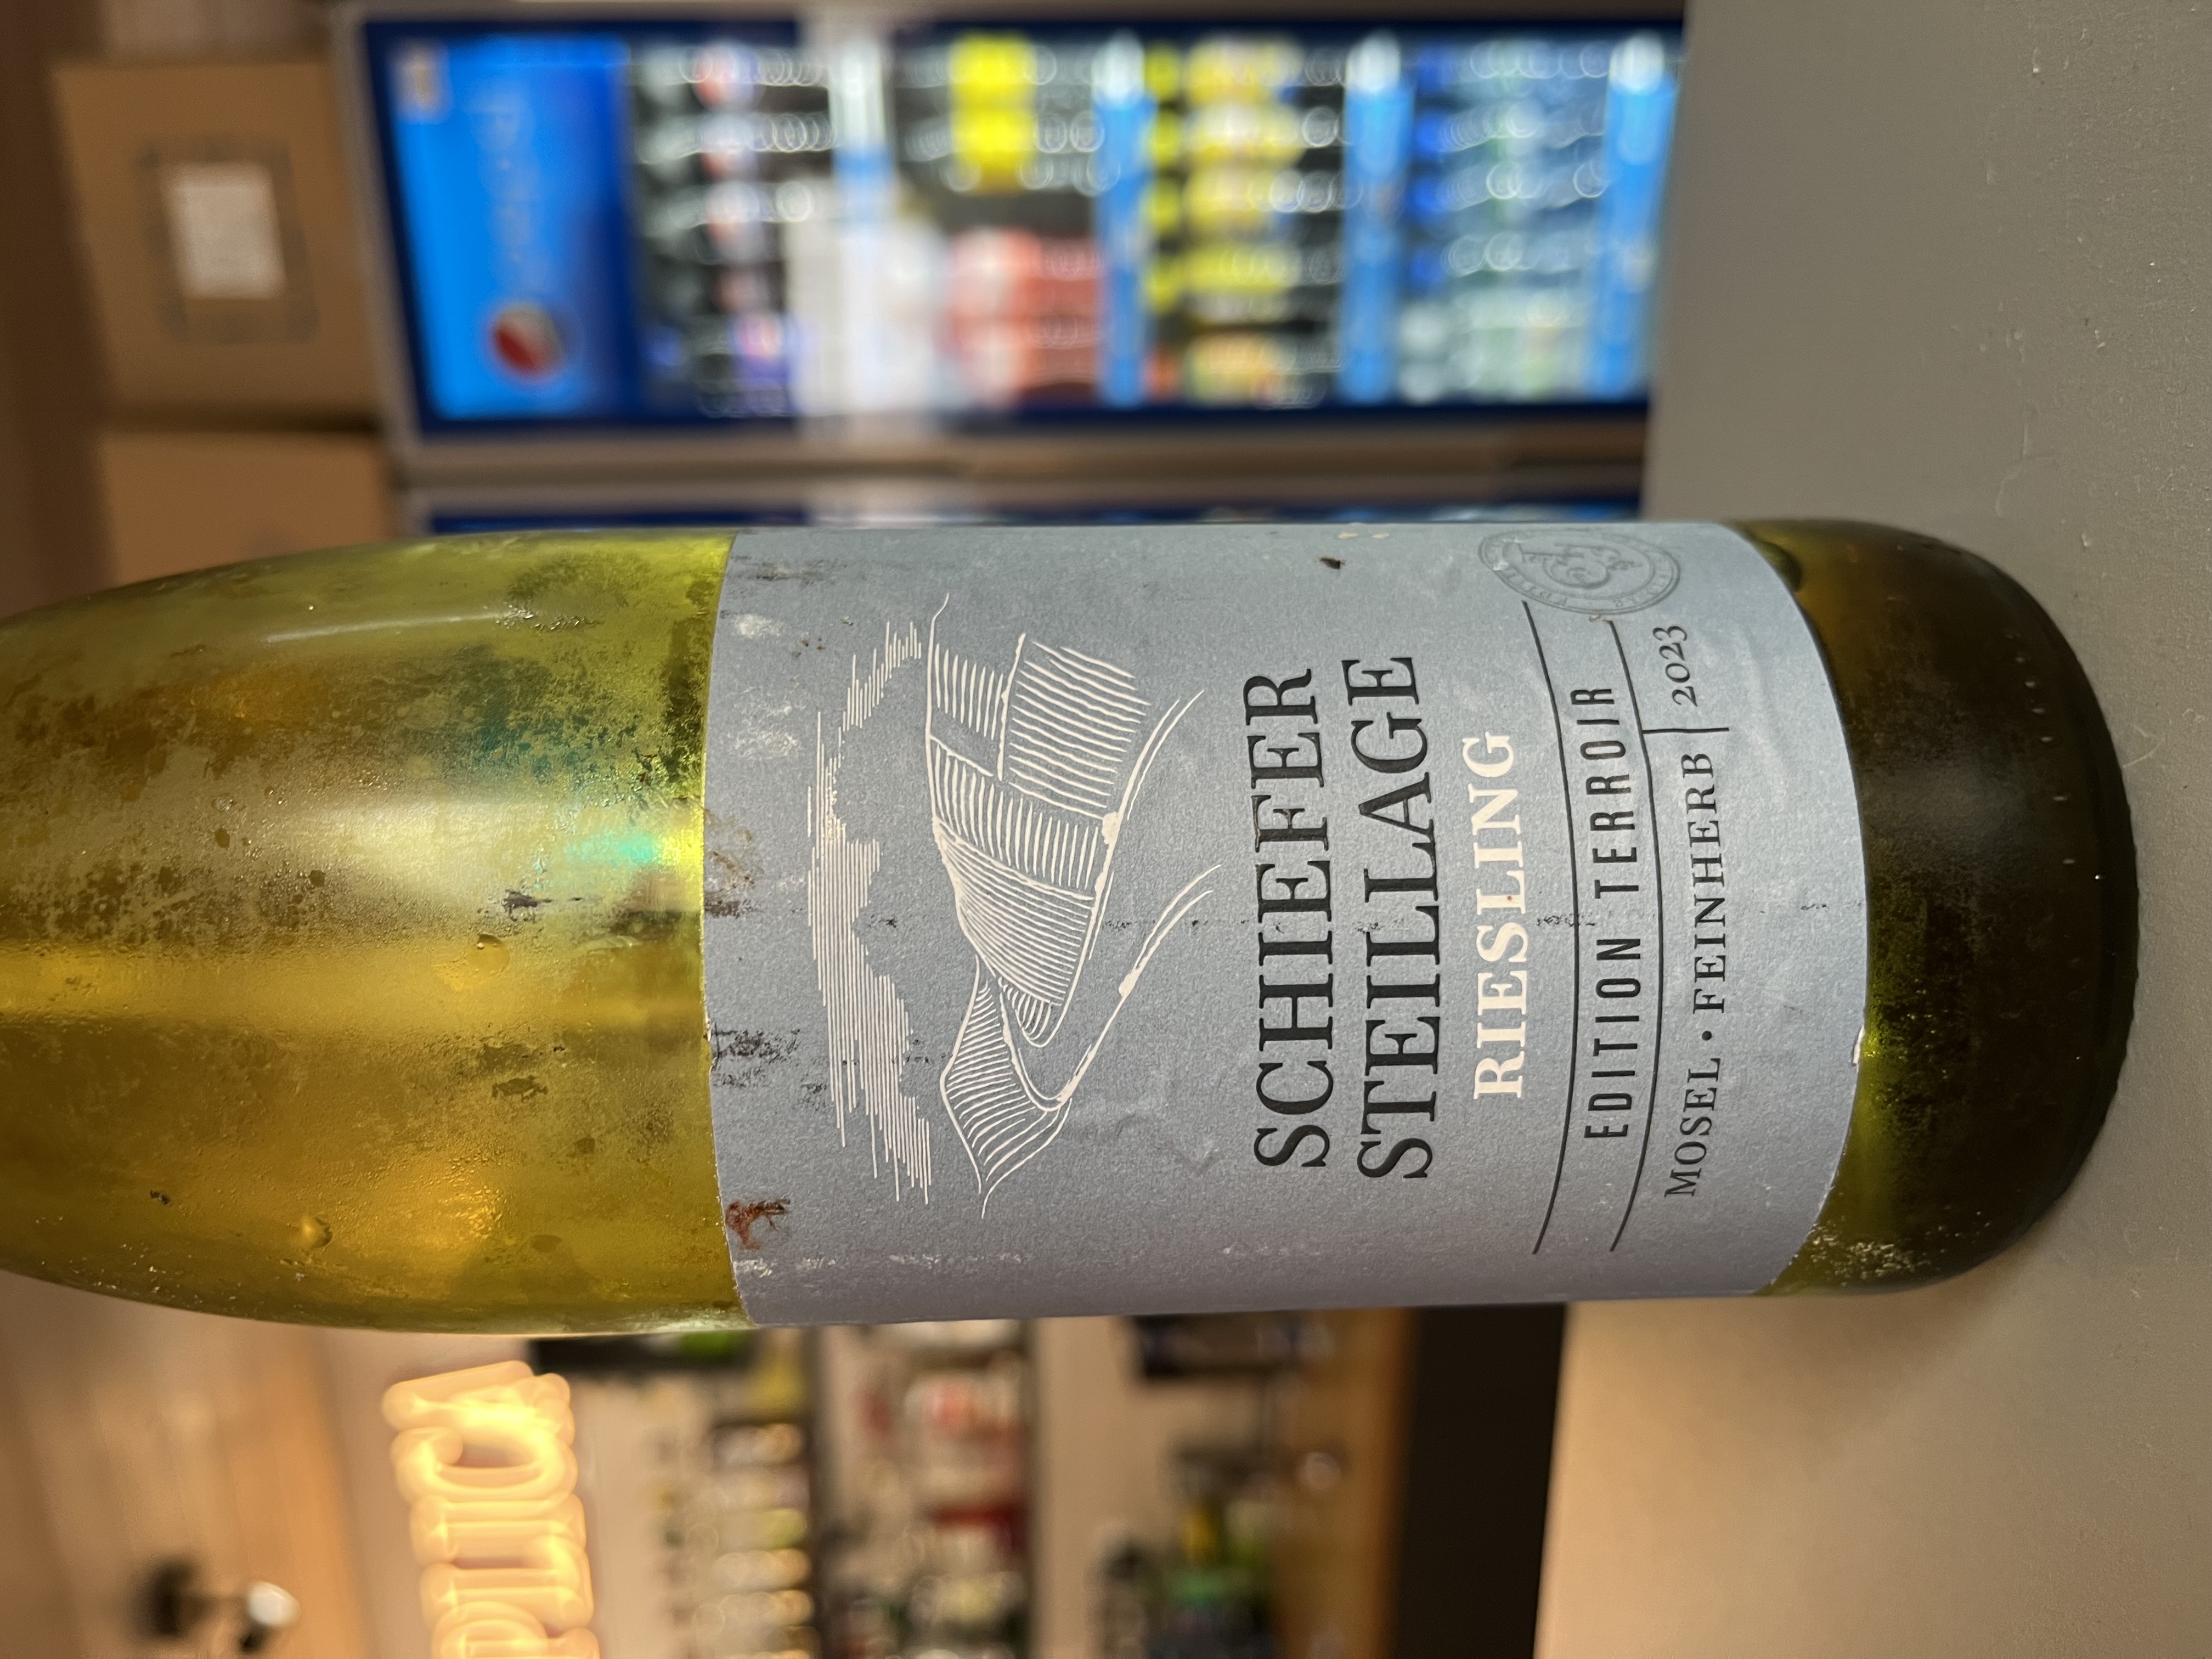 SCHIEFER
STEILLAGE
RIESLING
EDITION TERROIR
MOSEL • FEINHERB | 2023